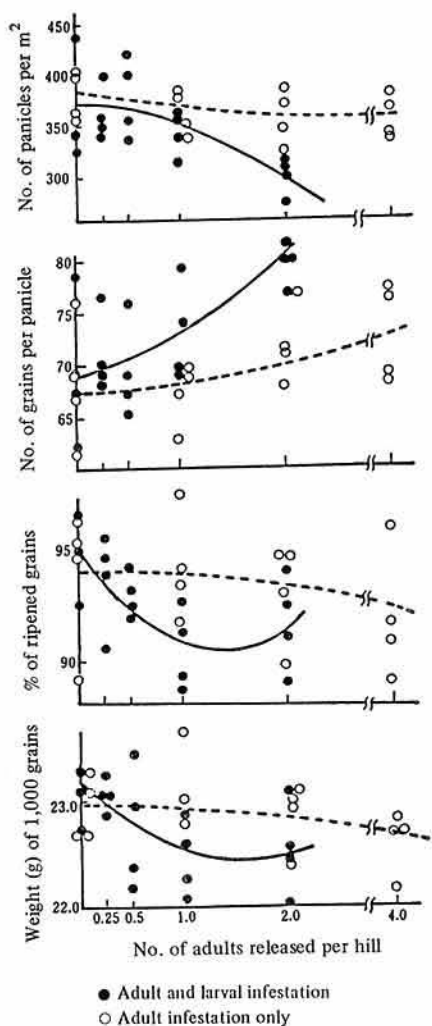 No. of panicles per m²
450
400
350
300
No. of grains per panicle
80
75
70
65
% of ripened grains
95
90
Weight (g) of 1,000 grains
23.0
22.0
0.25 0.5 1.0 2.0 4.0
No. of adults released per hill
● Adult and larval infestation
○ Adult infestation only